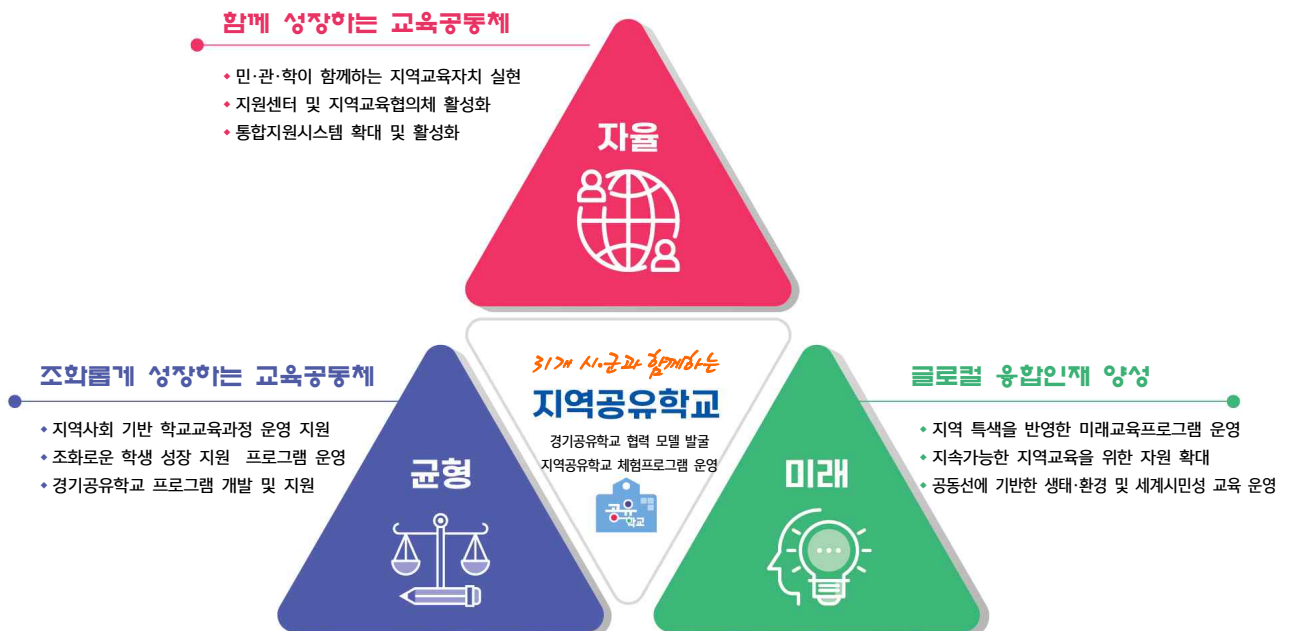 함께 성장하는 교육공동체
민·관·학이 함께하는 지역교육자치 실현
지원센터 및 지역교육협의체 활성화
통합지원시스템 확대 및 활성화
자율
조화롭게 성장하는 교육공동체
지역사회 기반 학교교육과정 운영 지원
조화로운 학생 성장 지원 프로그램 운영
경기공유학교 프로그램 개발 및 지원
균형
31개 시·군과 함께하는
지역공유학교
경기공유학교 협력 모델 발굴
지역공유학교 체험프로그램 운영
공유
학교
글로컬 융합인재 양성
지역 특색을 반영한 미래교육프로그램 운영
지속가능한 지역교육을 위한 자원 확대
공동선에 기반한 생태·환경 및 세계시민성 교육 운영
미래